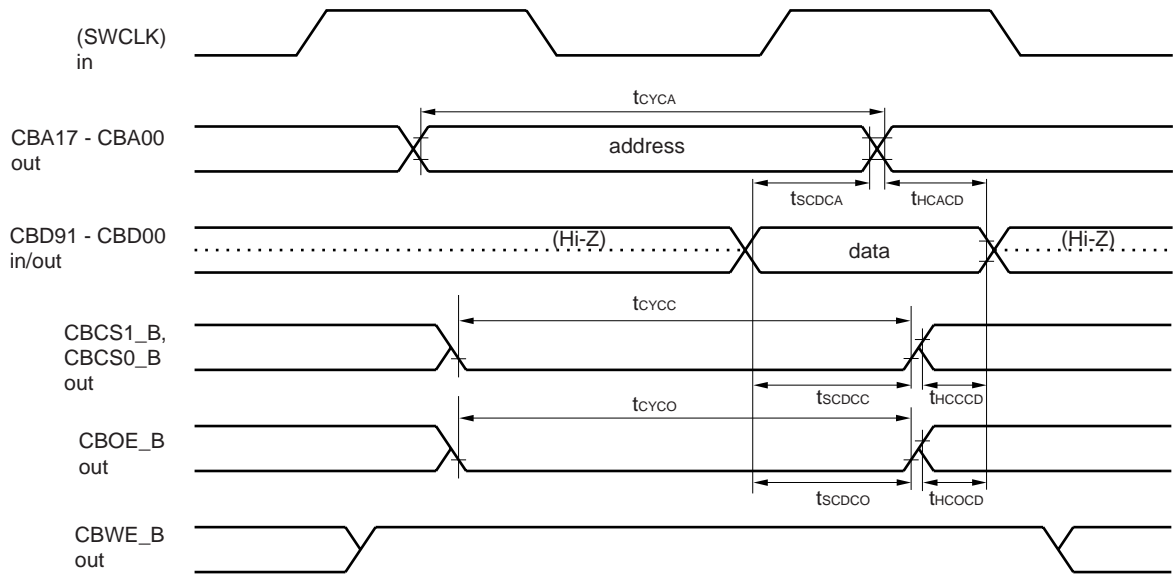 (SWCLK)
in
tCYCA
CBA17 - CBA00
out
address
tSCDCA
tHCACD
CBD91 - CBD00
in/out
(Hi-Z)
data
(Hi-Z)
tCYCC
CBCS1_B,
CBCS0_B
out
tSCDCC
tHCCCD
tCYCO
CBOE_B
out
tSCDCO
tHCOCD
CBWE_B
out